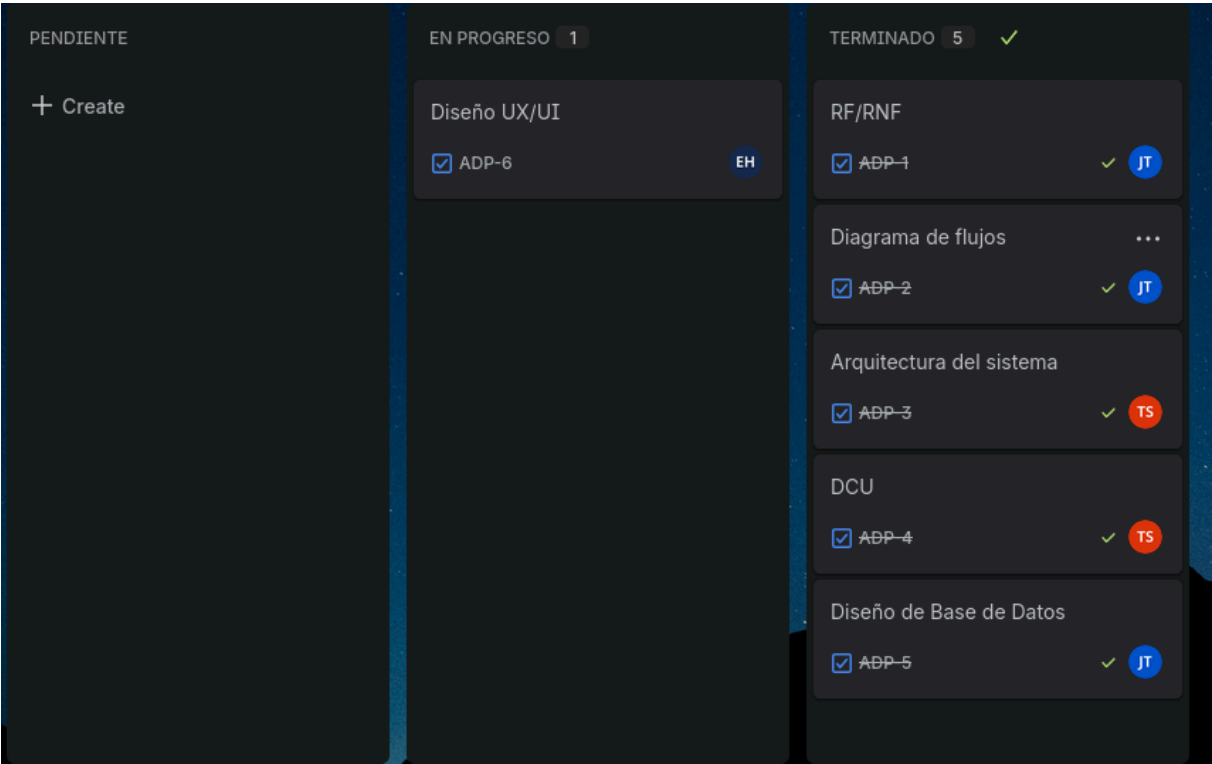 PENDIENTE
+ Create
EN PROGRESO 1
Diseño UX/UI
ADP-6 EH
TERMINADO 5
RF/RNF
ADP-1 JT
Diagrama de flujos ...
ADP-2 JT
Arquitectura del sistema
ADP-3 TS
DCU
ADP-4 TS
Diseño de Base de Datos
ADP-5 JT